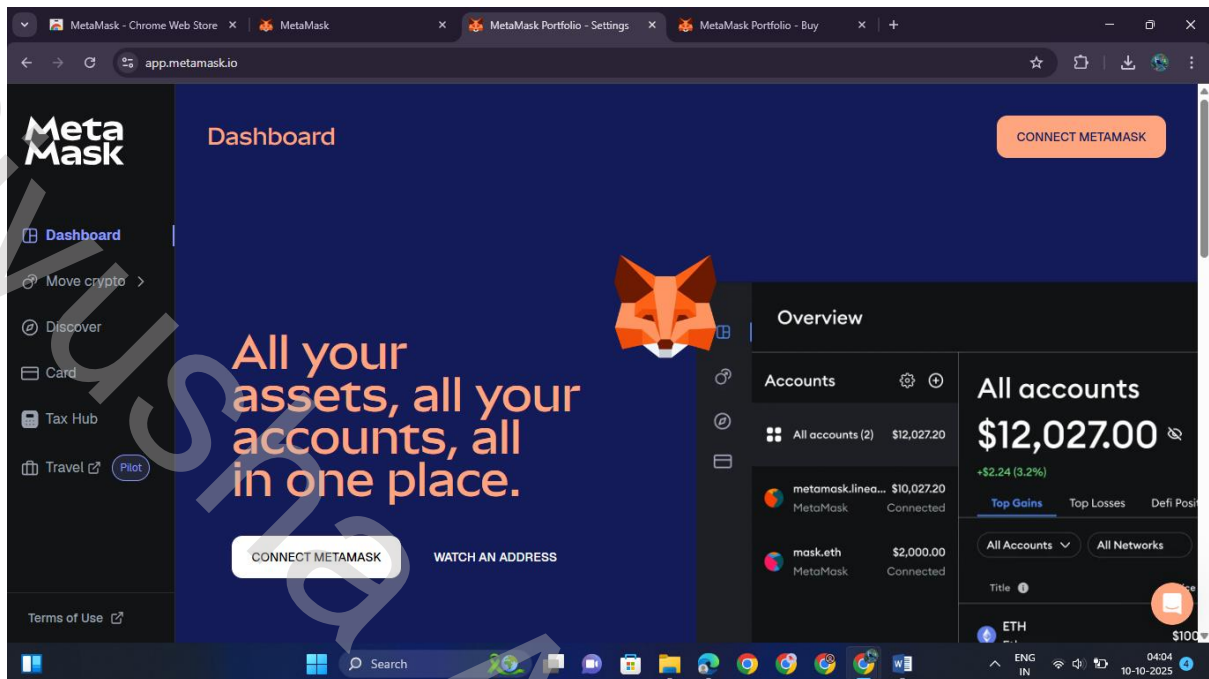 MetaMask - Chrome Web Store
MetaMask
MetaMask Portfolio - Settings
MetaMask Portfolio - Buy
app.metamask.io
Meta
Mask
Dashboard
Move crypto
Discover
Card
Tax Hub
Travel Pilot
Terms of Use
Dashboard
CONNECT METAMASK
All your
assets, all your
accounts, all
in one place.
CONNECT METAMASK
WATCH AN ADDRESS
Overview
Accounts
All accounts (2) $12,027.20
metamask.linea... $10,027.20
MetaMask Connected
mask.eth $2,000.00
MetaMask Connected
All accounts
$12,027.00
+$2.24 (3.2%)
Top Gains Top Losses Defi Posit
All Accounts All Networks
Title
ETH
$100
Search
ENG
IN
04:04
10-10-2025
4